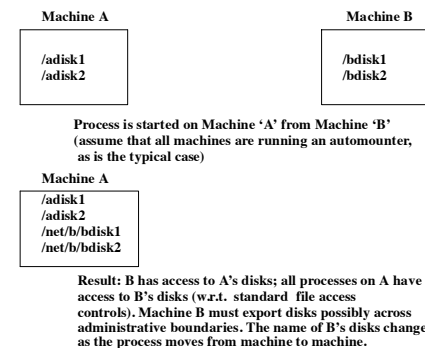 Machine A
Machine B
/adisk1
/adisk2
/bdisk1
/bdisk2
Process is started on Machine ‘A’ from Machine ‘B’
(assume that all machines are running an automounter,
as is the typical case)
Machine A
/adisk1
/adisk2
/net/b/bdisk1
/net/b/bdisk2
Result: B has access to A’s disks; all processes on A have
access to B’s disks (w.r.t. standard file access
controls). Machine B must export disks possibly across
administrative boundaries. The name of B’s disks change
as the process moves from machine to machine.